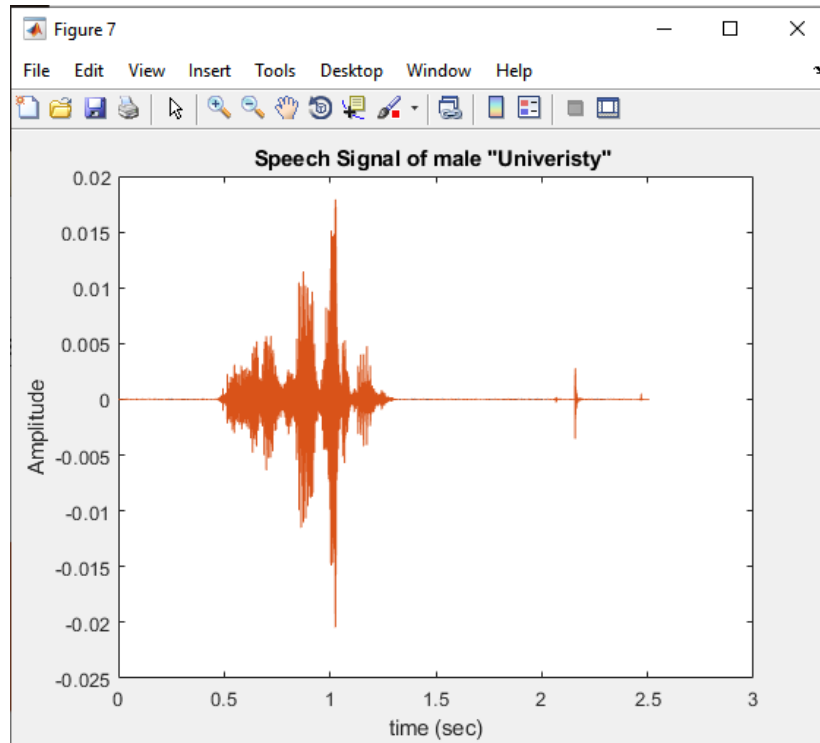 Figure 7
File Edit View Insert Tools Desktop Window Help
Speech Signal of male "Univeristy"
0.02
0.015
0.01
0.005
0
-0.005
-0.01
-0.015
-0.02
-0.025
Amplitude
0 0.5 1 1.5 2 2.5 3
time (sec)